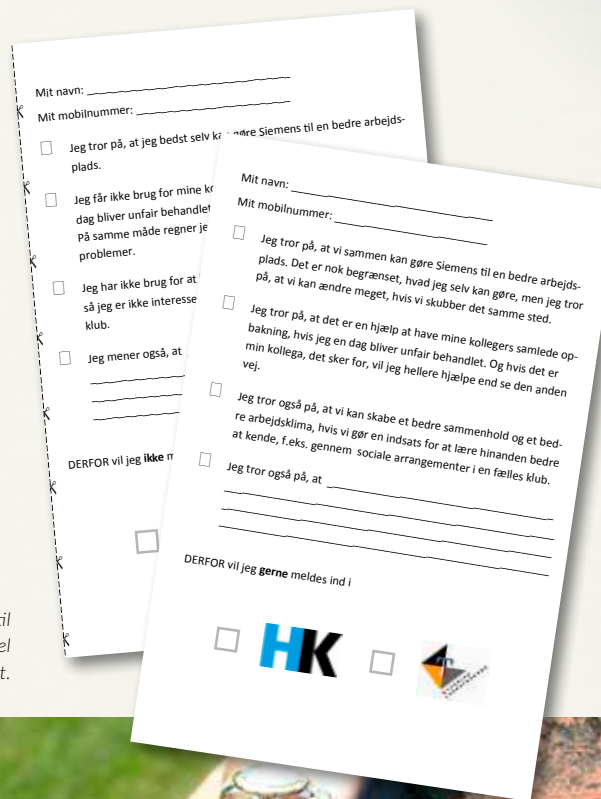 Mit navn:
Mit mobilnummer:
Jeg tror på, at jeg bedst selv kan gøre Siemens til en bedre arbejds-
plads.
Jeg får ikke brug for mine
dag bliver unfair behandlet
På samme måde regner
problemer.
Jeg har ikke brug for at
så jeg er ikke
klub.
Jeg mener også, at
DERFOR vil jeg ikke
Mit navn:
Mit mobilnummer:
Jeg tror på, at vi sammen kan gøre Siemens til en bedre arbejds-
plads. Det er nok begrænset, hvad jeg selv kan gøre, men jeg tror
på, at vi kan ændre meget, hvis vi skubber det samme sted.
Jeg tror på, at det er en hjælp at have mine kollegers samlede op-
bakning, hvis jeg en dag bliver unfair behandlet. Og hvis det er
min kollega, det sker for, vil jeg hellere hjælpe end se den anden
vej.
Jeg tror også på, at vi kan skabe et bedre sammenhold og et bed-
re arbejdsklima, hvis vi gør en indsats for at lære hinanden bedre
at kende, f.eks. gennem sociale arrangementer i en fælles klub.
Jeg tror også på, at
DERFOR vil jeg gerne meldes ind i
HK
til
el
t.